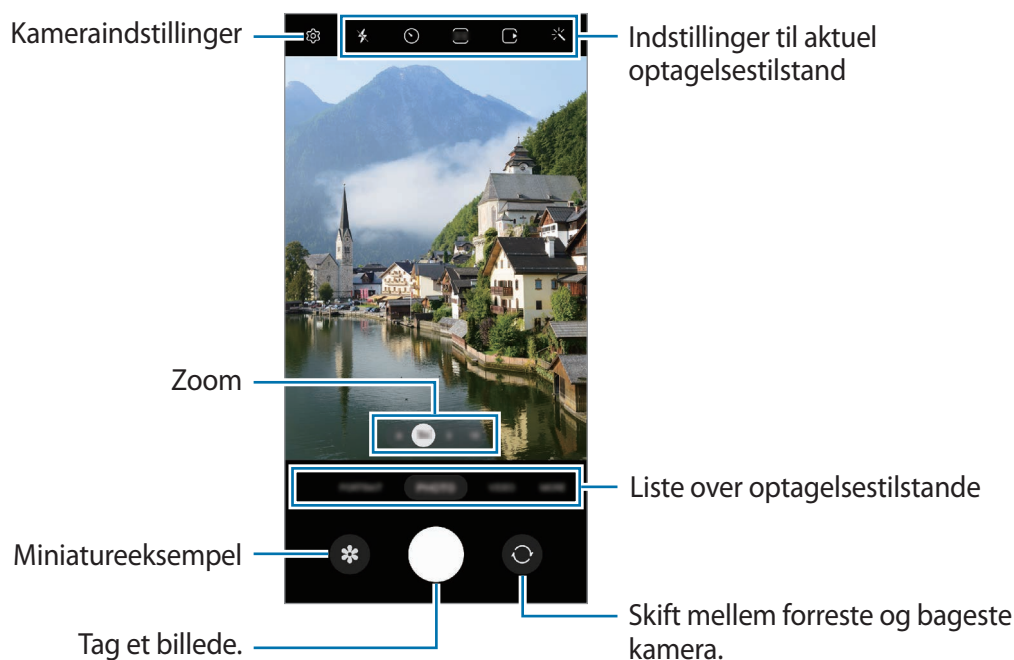 Kameraindstillinger
Indstillinger til aktuel
optagelsestilstand
Zoom
Liste over optagelsestilstande
Miniatureeksempel
Skift mellem forreste og bageste
kamera.
Tag et billede.